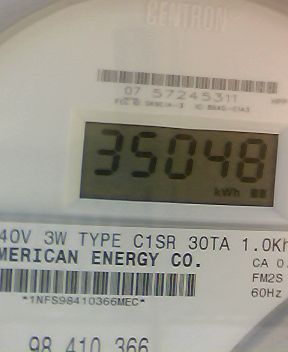 CENTRON
07 57245311
35048
kWh
40V 3W TYPE C1SR 30TA 1.0Kh
MERICAN ENERGY CO.
CA 0.
*1NFS98410366MEC*
FM2S
60Hz
98 410 366